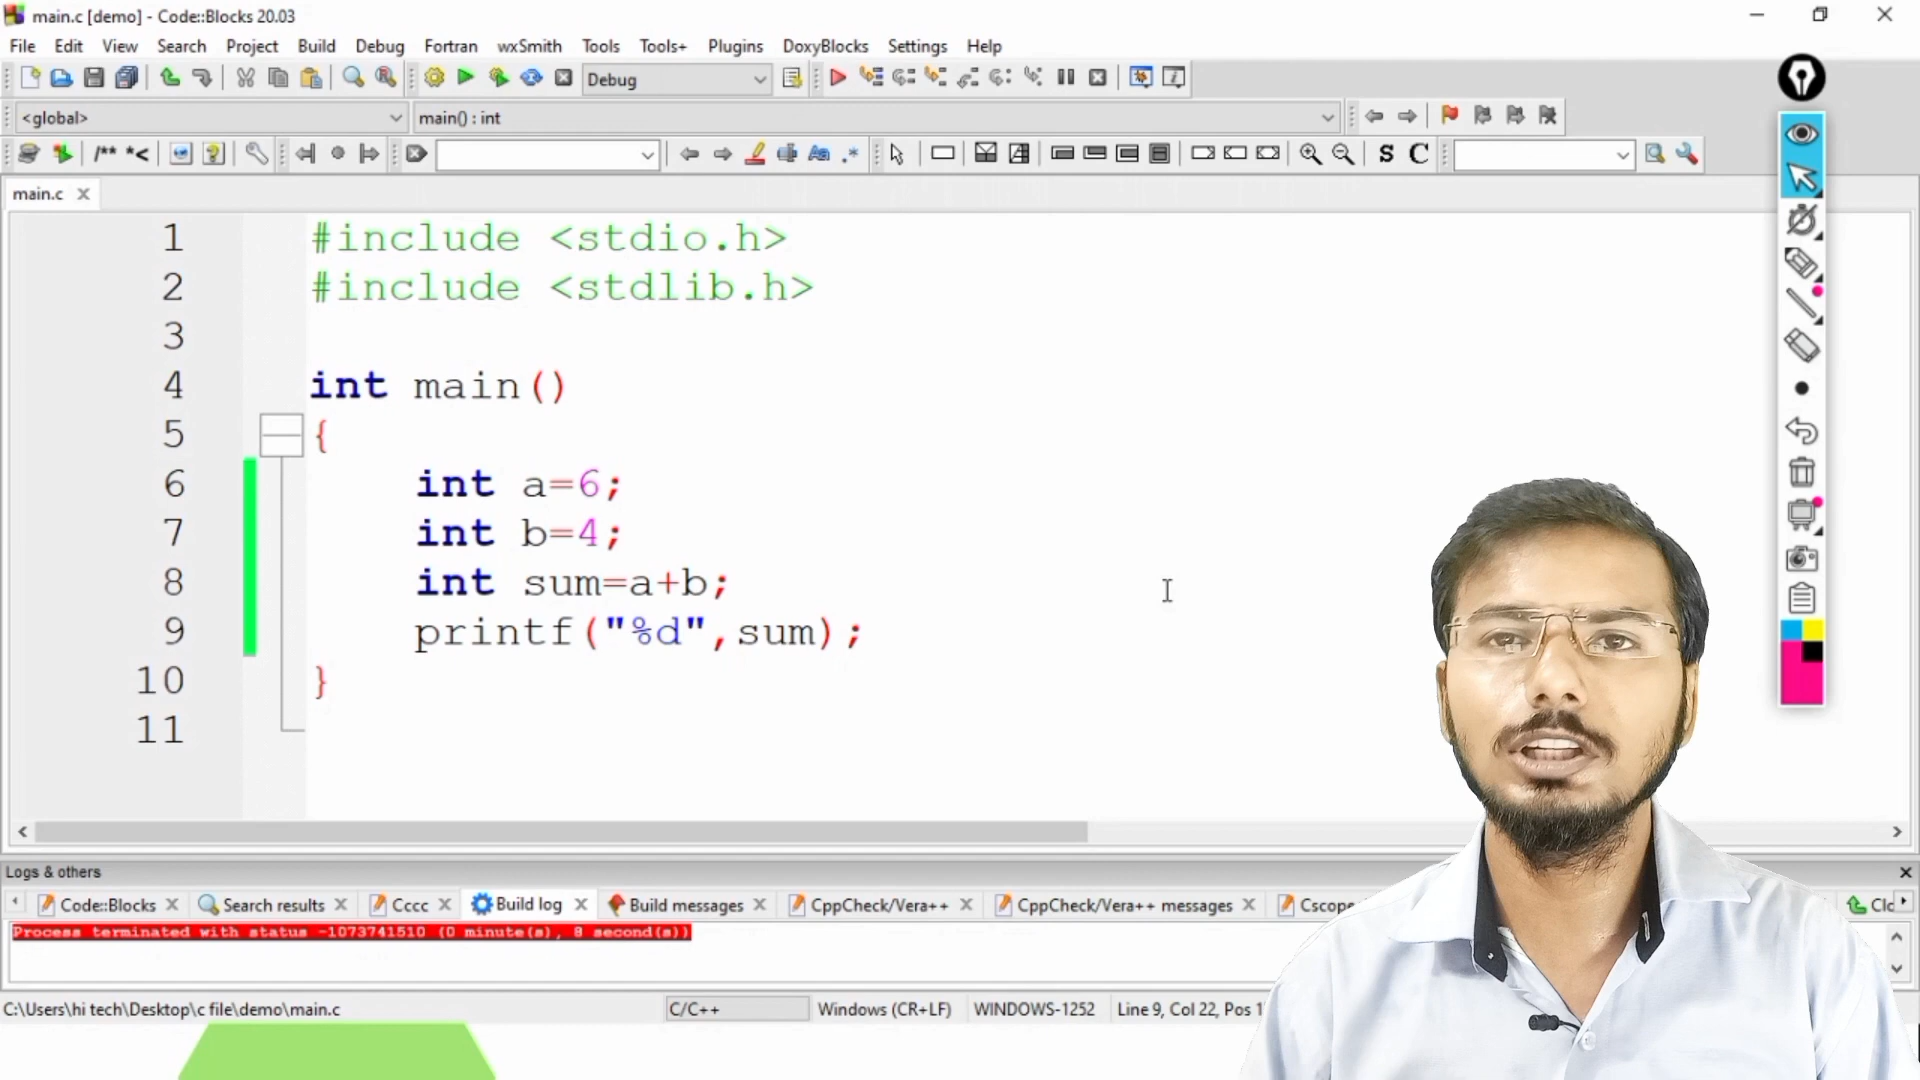 main.c [demo] - Code::Blocks 20.03
File Edit View Search Project Build Debug Fortran wxSmith Tools Tools+ Plugins DoxyBlocks Settings Help
Debug
<global> main() : int
/** *< S C
main.c
1 #include <stdio.h>
2 #include <stdlib.h>
3
4 int main()
5 {
6 int a=6;
7 int b=4;
8 int sum=a+b;
9 printf("%d",sum);
10 }
11
Logs & others
Code::Blocks Search results Cccc Build log Build messages CppCheck/Vera++ CppCheck/Vera++ messages Cscope
Process terminated with status -1073741510 (0 minute(s), 8 second(s))
C:\Users\hi tech\Desktop\c file\demo\main.c C/C++ Windows (CR+LF) WINDOWS-1252 Line 9, Col 22, Pos 1